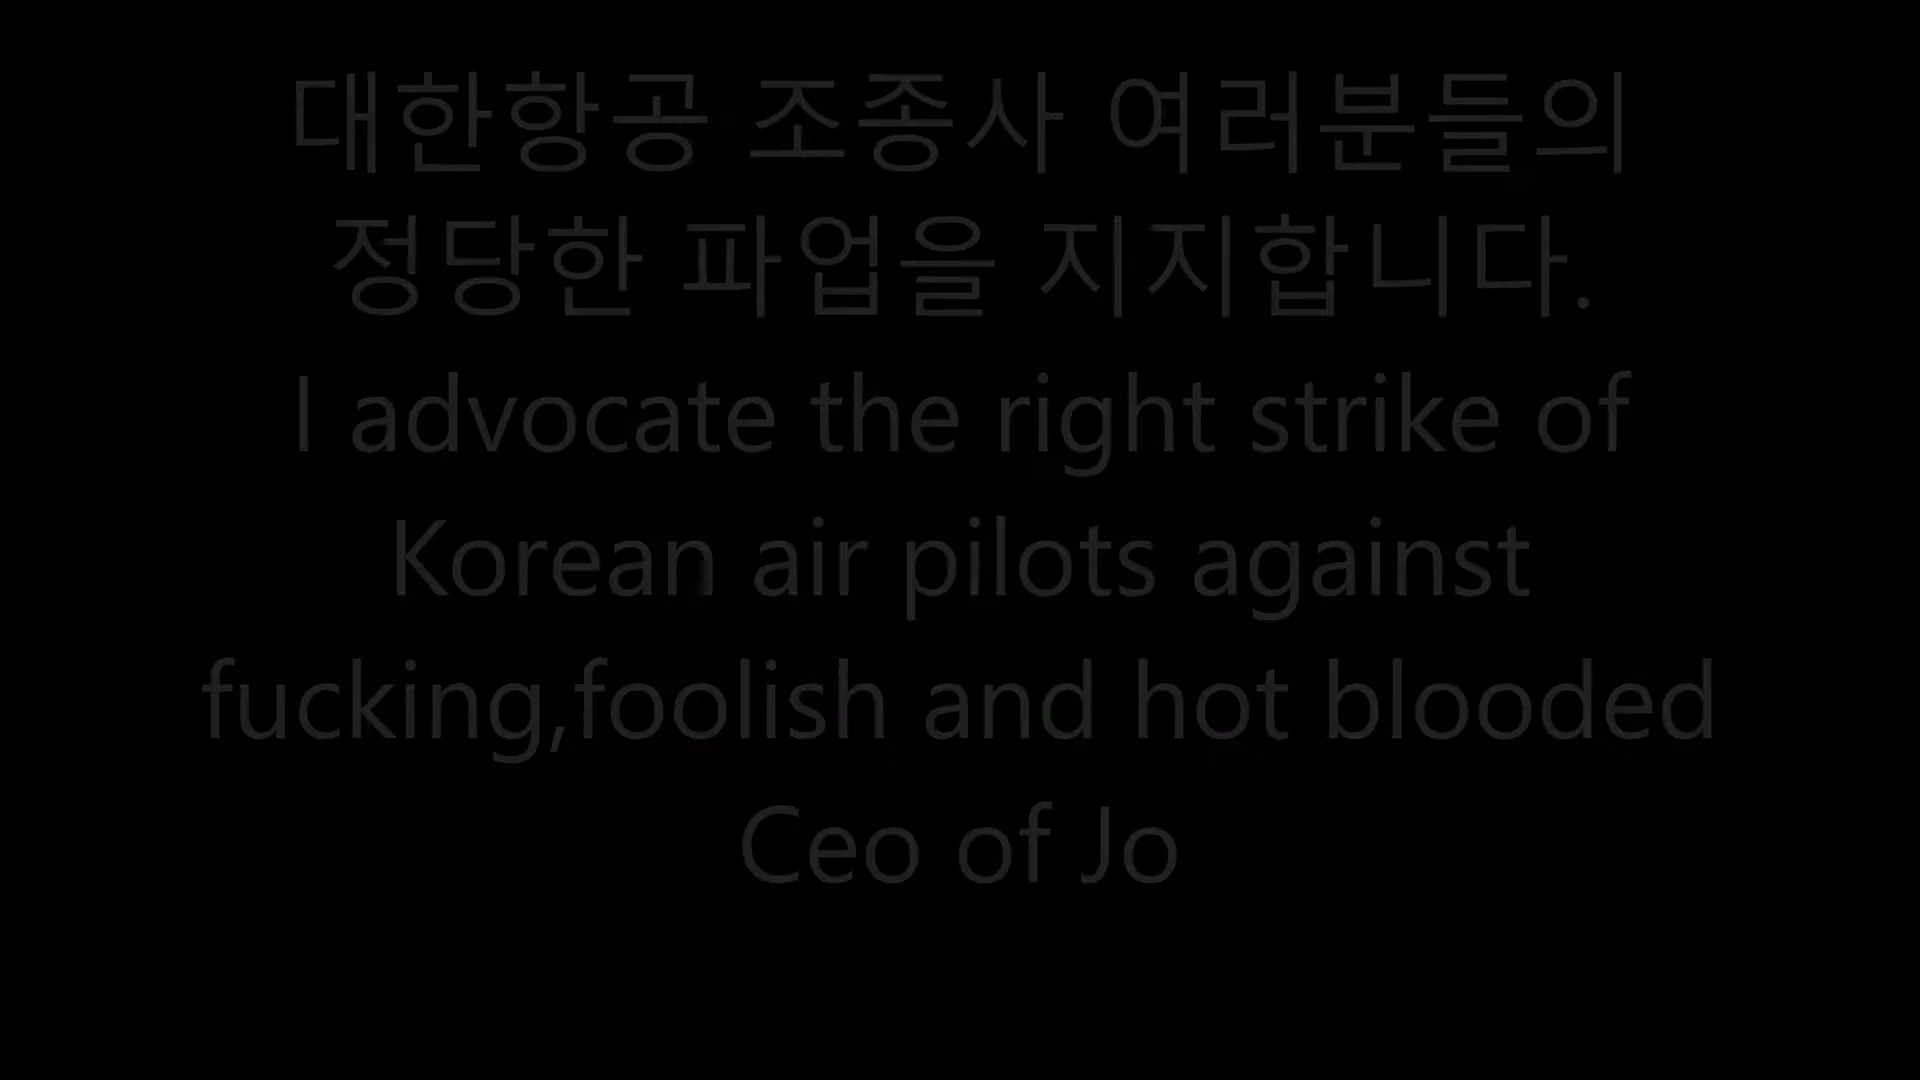 대한항공 조종사 여러분들의
정당한 파업을 지지합니다.
I advocate the right strike of
Korean air pilots against
fucking,foolish and hot blooded
Ceo of Jo